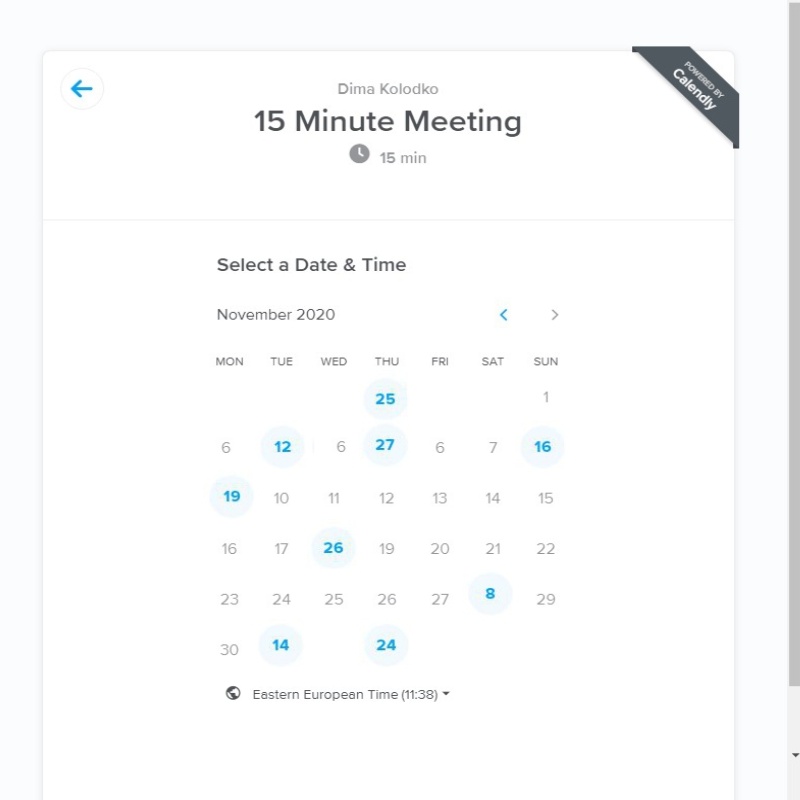 POWERED BY
Calendly
Dima Kolodko
15 Minute Meeting
15 min
Select a Date & Time
November 2020
MON TUE WED THU FRI SAT SUN
25 1
6 12 6 27 6 7 16
19 10 11 12 13 14 15
16 17 26 19 20 21 22
23 24 25 26 27 8 29
30 14 24
Eastern European Time (11:38)